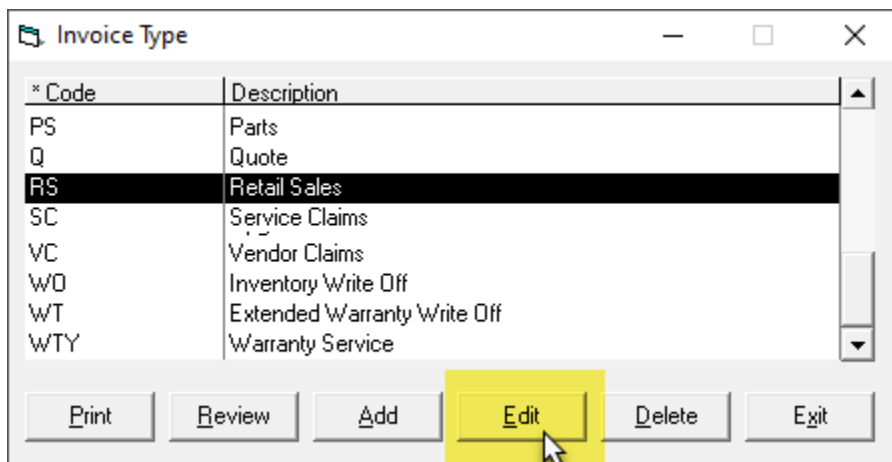 Invoice Type
* Code Description
PS Parts
Q Quote
RS Retail Sales
SC Service Claims
VC Vendor Claims
WO Inventory Write Off
WT Extended Warranty Write Off
WTY Warranty Service
Print Review Add Edit Delete Exit